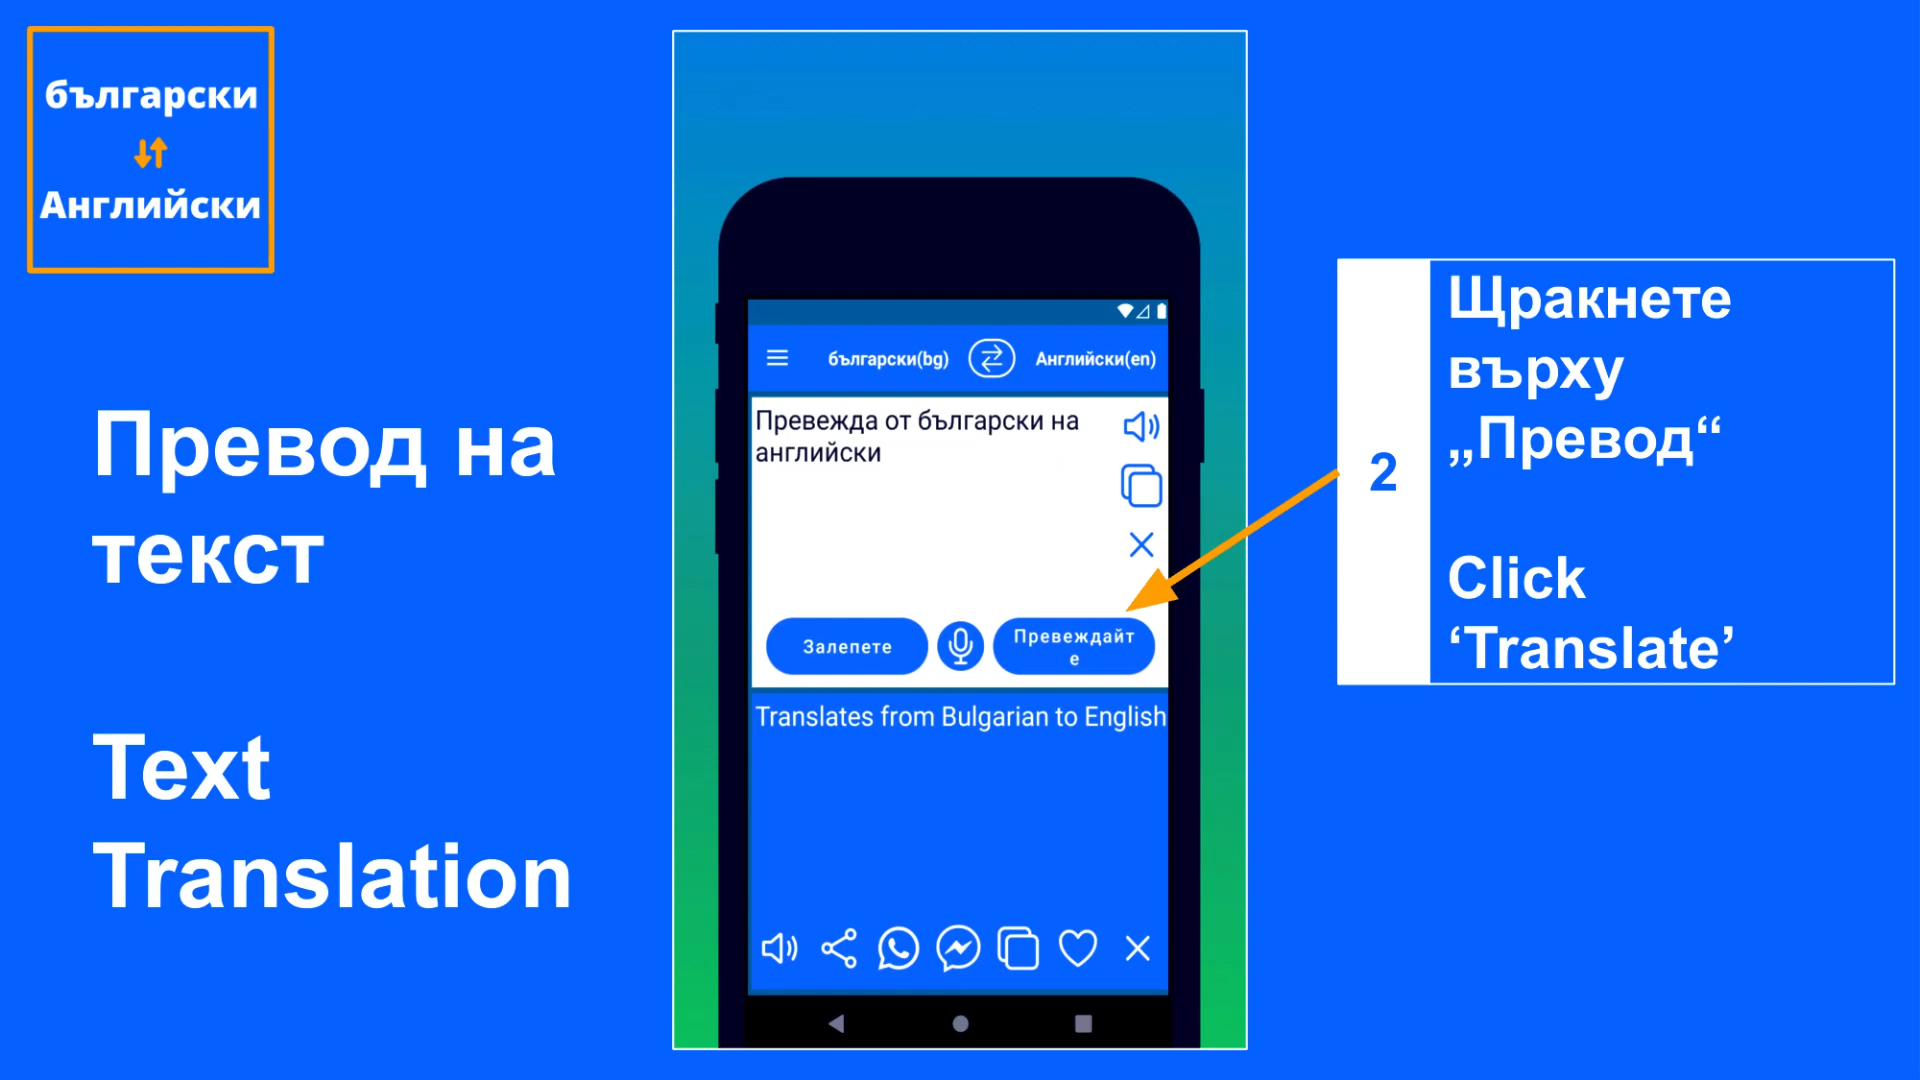 български
Английски
Превод на
текст
Text
Translation
български(bg)
Английски(en)
Превежда от български на
английски
Залепете
Превеждайт
е
Translates from Bulgarian to English
2
Щракнете
върху
„Превод“
Click
‘Translate’